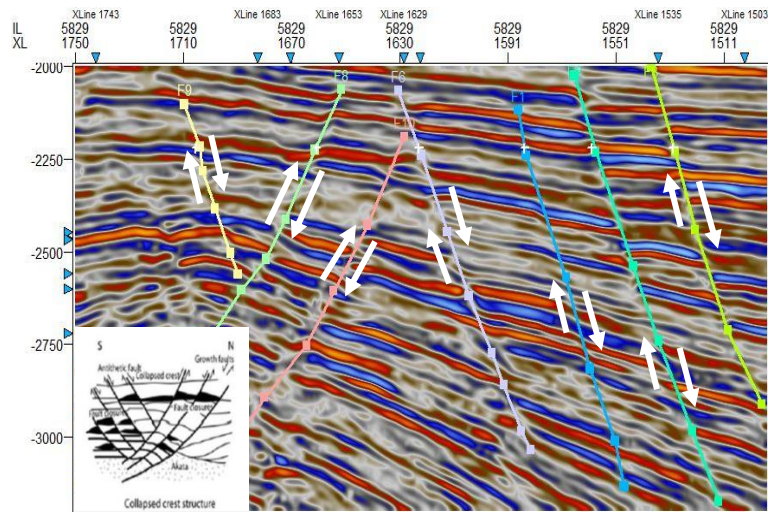 XLine 1743 XLine 1683 XLine 1653 XLine 1629 XLine 1535 XLine 1503
IL 5829 5829 5829 5829 5829 5829 5829
XL 1750 1710 1670 1630 1591 1551 1511
-2000
F9 F8 F6
F1
-2250
-2500
-2750
-3000
S N
Growth faults
Antithetic fault
Collapsed crest
Fault closure
Fault closure
Akata
Collapsed crest structure